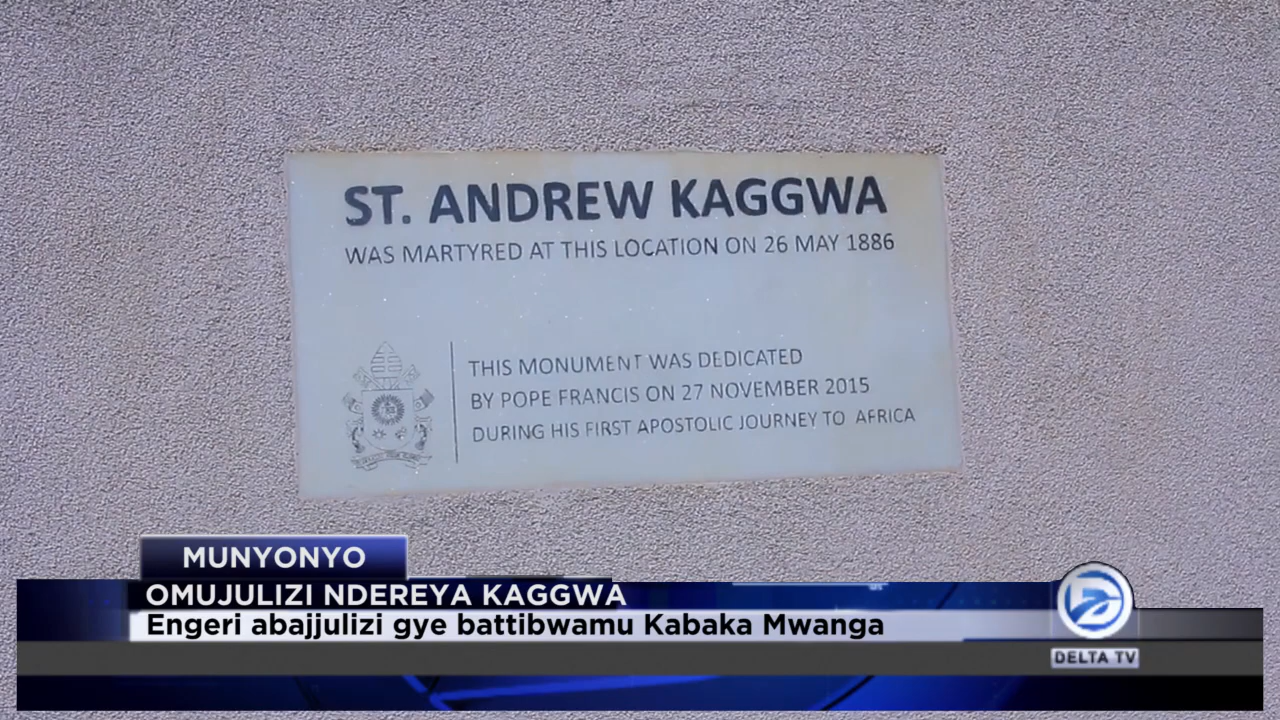 ST. ANDREW KAGGWA
WAS MARTYRED AT THIS LOCATION ON 26 MAY 1886
THIS MONUMENT WAS DEDICATED
BY POPE FRANCIS ON 27 NOVEMBER 2015
DURING HIS FIRST APOSTOLIC JOURNEY TO AFRICA
MUNYONYO
OMUJULIZI NDEREYA KAGGWA
Engeri abajjulizi gye battibwamu Kabaka Mwanga
DELTA TV